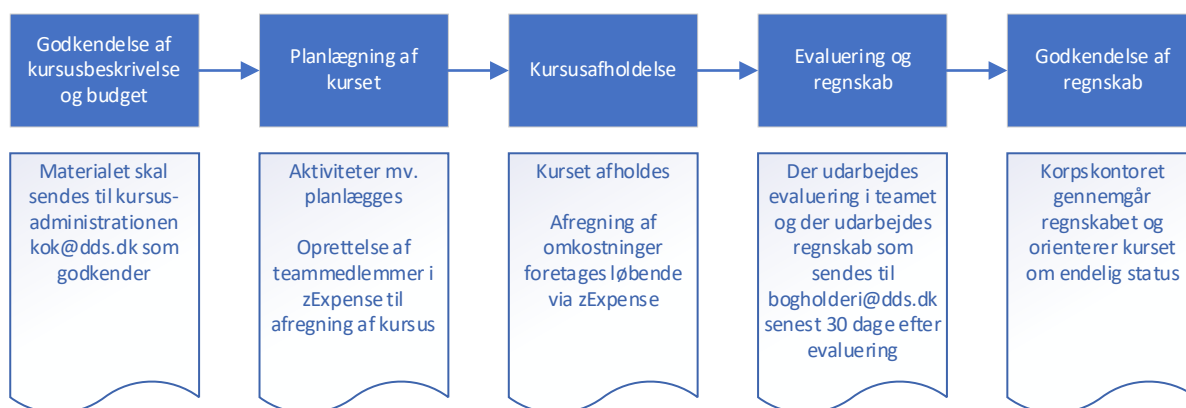 Godkendelse af
kursusbeskrivelse
og budget
Planlægning af
kurset
Kursusafholdelse
Evaluering og
regnskab
Godkendelse af
regnskab
Materialet skal
sendes til kursus-
administrationen
kok@dds.dk som
godkender
Aktiviteter mv.
planlægges
Oprettelse af
teammedlemmer i
zExpense til
afregning af kursus
Kurset afholdes
Afregning af
omkostninger
foretages løbende
via zExpense
Der udarbejdes
evaluering i teamet
og der udarbejdes
regnskab som
sendes til
bogholderi@dds.dk
senest 30 dage efter
evaluering
Korpskontoret
gennemgår
regnskabet og
orienterer kurset
om endelig status